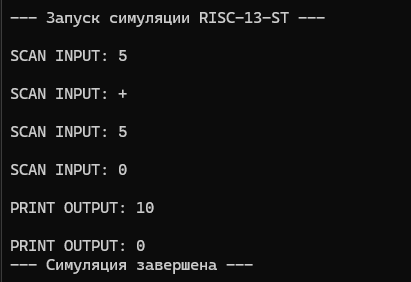 --- Запуск симуляции RISC-13-ST ---
SCAN INPUT: 5
SCAN INPUT: +
SCAN INPUT: 5
SCAN INPUT: 0
PRINT OUTPUT: 10
PRINT OUTPUT: 0
--- Симуляция завершена ---